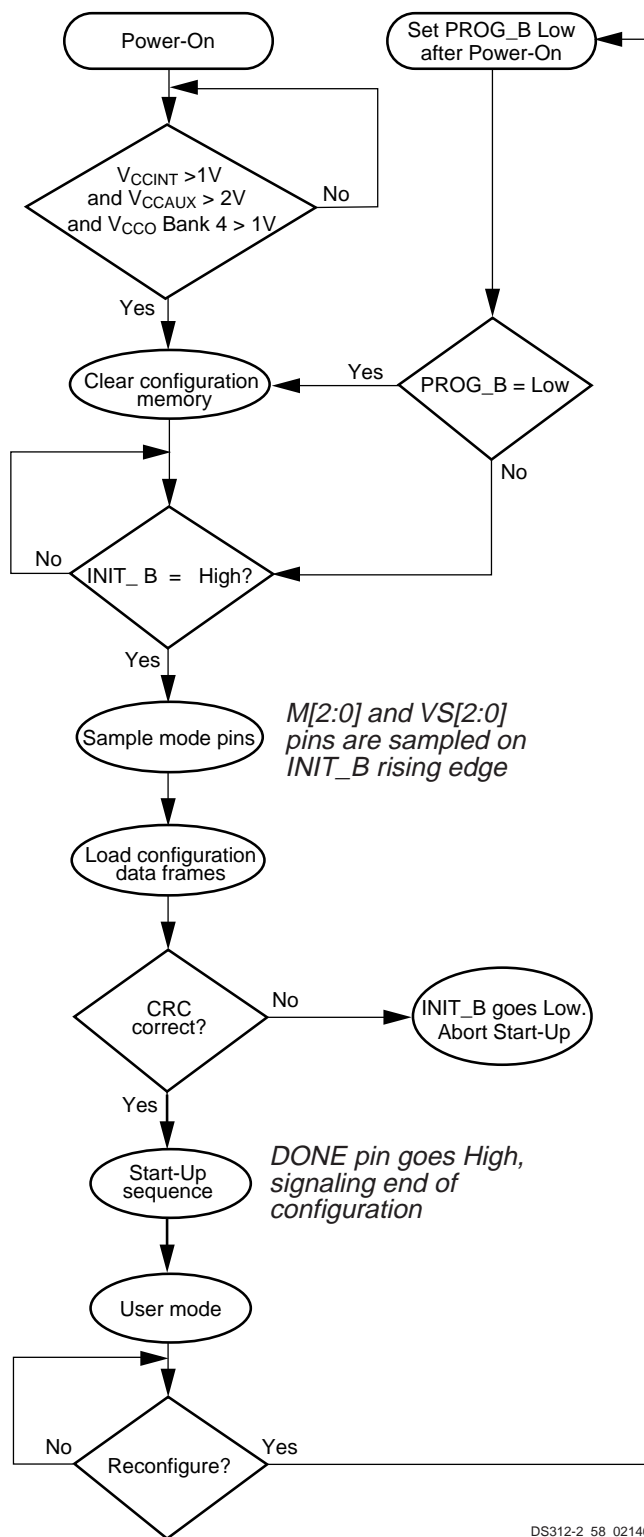 Power-On
Set PROG_B Low
after Power-On
VCCINT >1V
and VCCAUX > 2V
and VCCO Bank 4 > 1V
No
Yes
Clear configuration
memory
Yes
PROG_B = Low
No
No
INIT_ B = High?
Yes
Sample mode pins
M[2:0] and VS[2:0]
pins are sampled on
INIT_B rising edge
Load configuration
data frames
CRC
correct?
No
INIT_B goes Low.
Abort Start-Up
Yes
Start-Up
sequence
DONE pin goes High,
signaling end of
configuration
User mode
No
Yes
Reconfigure?